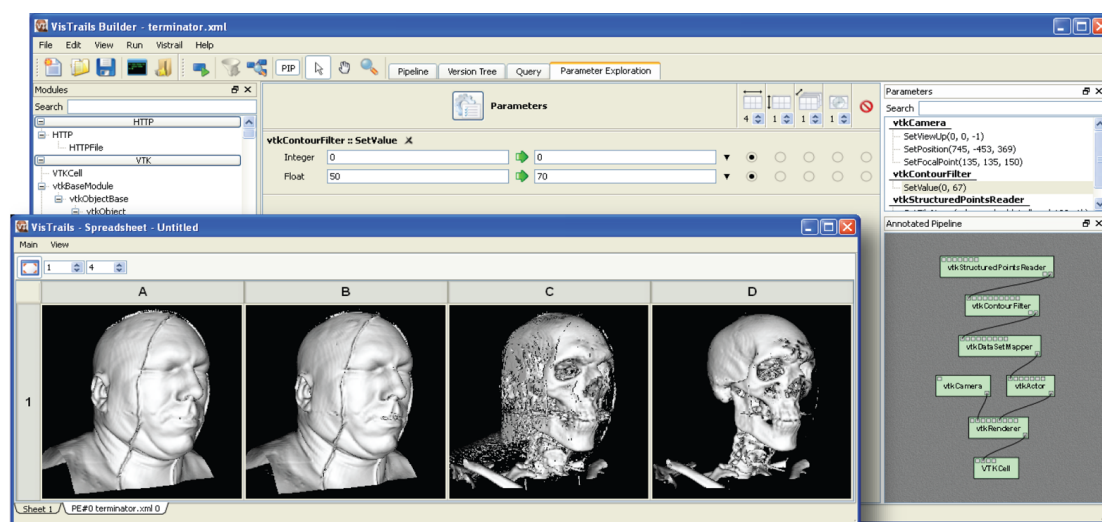 VisTrails Builder - terminator.xml
File Edit View Run Vistrail Help
PIP Pipeline Version Tree Query Parameter Exploration
Modules
Search
HTTP
HTTP
HTTPFile
VTK
VTKCell
vtkBaseModule
vtkObjectBase
vtkObject
Parameters
4 1 1 1
vtkContourFilter :: SetValue
Integer 0 0
Float 50 70
Parameters
Search
vtkCamera
SetViewUp(0, 0, -1)
SetPosition(745, -453, 369)
SetFocalPoint(135, 135, 150)
vtkContourFilter
SetValue(0, 67)
vtkStructuredPointsReader
Annotated Pipeline
vtkStructuredPointsReader
vtkContourFilter
vtkDataSetMapper
vtkCamera vtkActor
vtkRenderer
VTKCell
VisTrails - Spreadsheet - Untitled
Main View
1 4
A B C D
1
Sheet 1 PE#0 terminator.xml 0